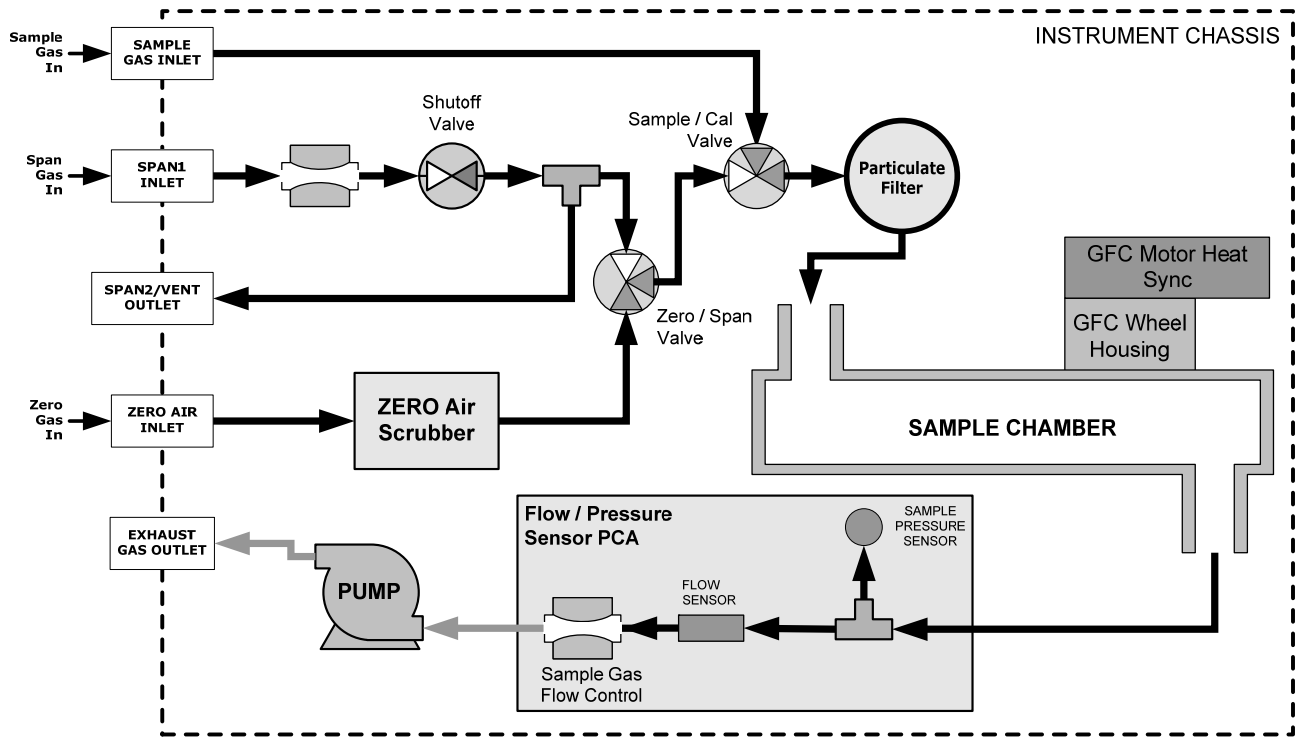 INSTRUMENT CHASSIS
Sample
Gas
In
SAMPLE
GAS INLET
Shutoff
Valve
Sample / Cal
Valve
Span
Gas
In
SPAN1
INLET
Particulate
Filter
GFC Motor Heat
Sync
SPAN2/VENT
OUTLET
Zero / Span
Valve
GFC Wheel
Housing
Zero
Gas
In
ZERO AIR
INLET
ZERO Air
Scrubber
SAMPLE CHAMBER
EXHAUST
GAS OUTLET
PUMP
Flow / Pressure
Sensor PCA
SAMPLE
PRESSURE
SENSOR
FLOW
SENSOR
Sample Gas
Flow Control